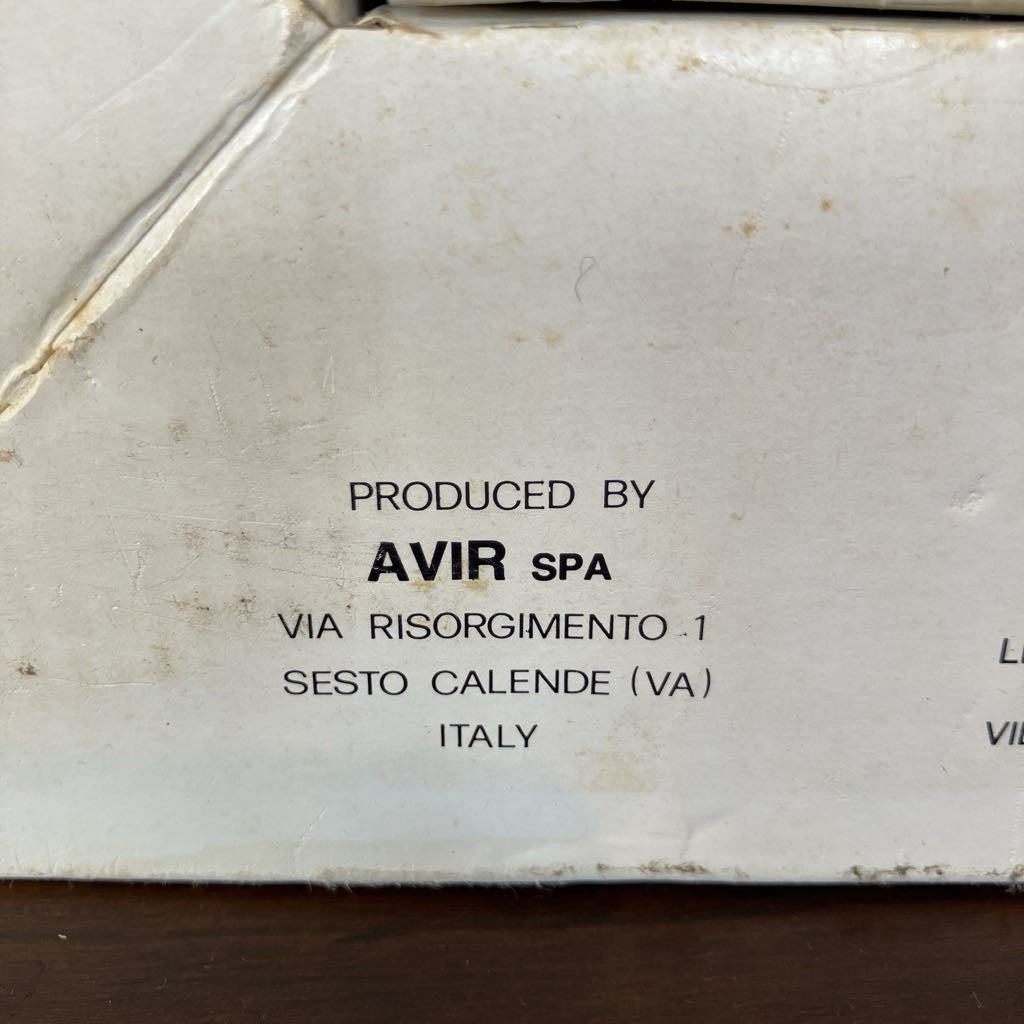 PRODUCED BY
AVIR SPA
VIA RISORGIMENTO 1
SESTO CALENDE (VA)
ITALY